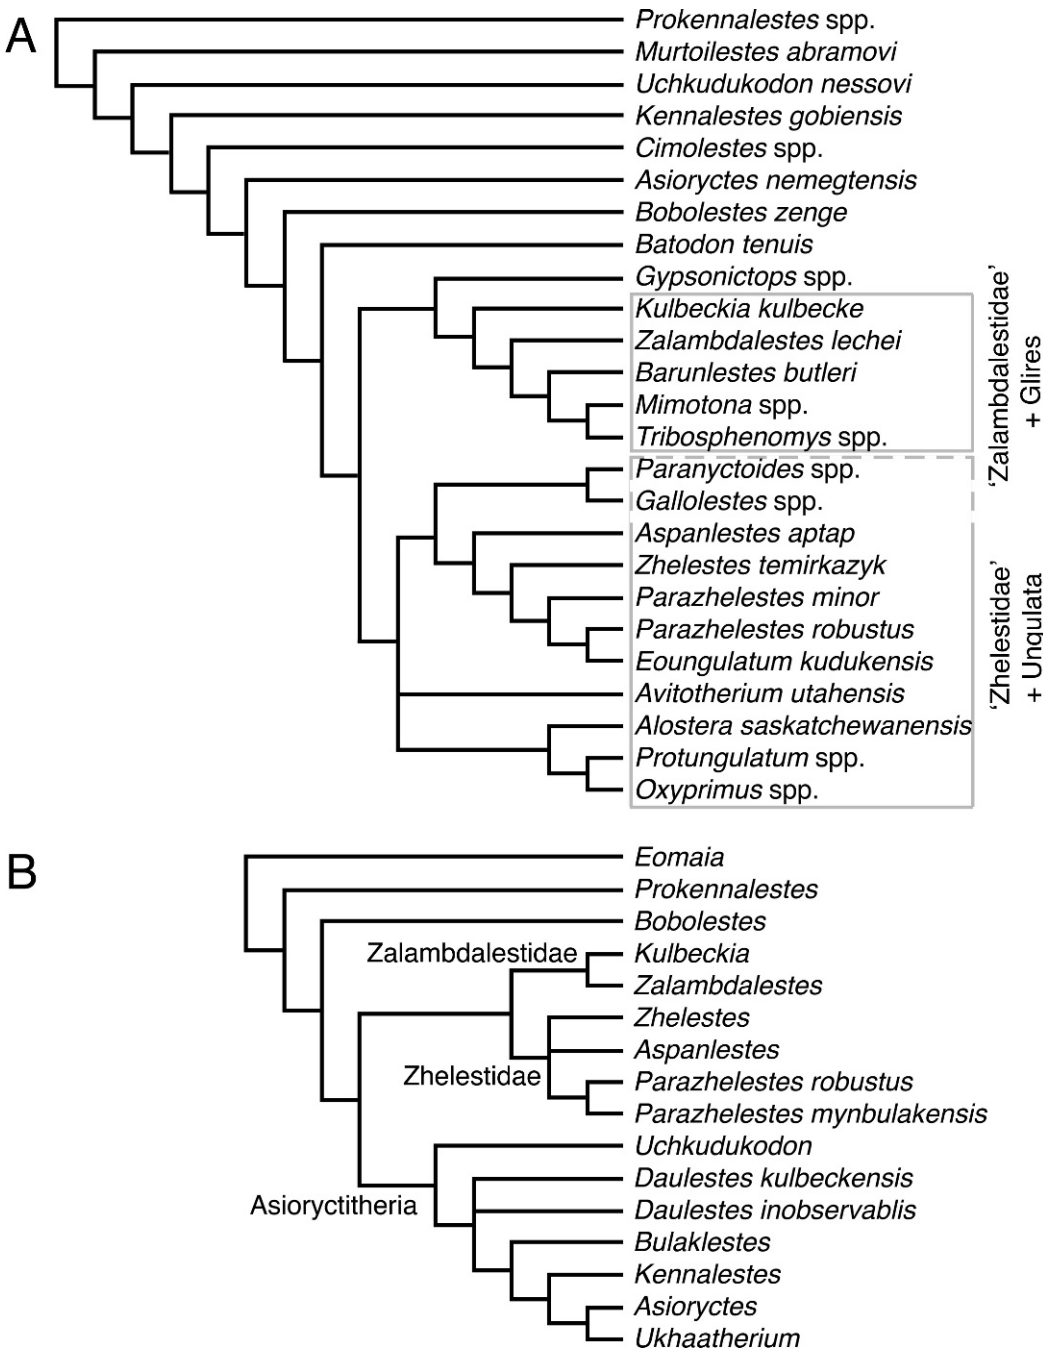 A
Prokennalestes spp.
Murtoilestes abramovi
Uchkudukodon nessovi
Kennalestes gobiensis
Cimolestes spp.
Asioryctes nemegtensis
Bobolestes zenge
Batodon tenuis
Gypsonictops spp.
Kulbeckia kulbecke
Zalambdalestes lechei
Barunlestes butleri
Mimotona spp.
Tribosphenomys spp.
'Zalambdalestidae'
+ Glires
Paranyctoides spp.
Gallolestes spp.
Aspanlestes aptap
Zhelestes temirkazyk
Parazhelestes minor
Parazhelestes robustus
Eoungulatum kudukensis
Avitotherium utahensis
Alostera saskatchewanensis
Protungulatum spp.
Oxyprimus spp.
'Zhelestidae'
+ Unqulata
B
Eomaia
Prokennalestes
Bobolestes
Zalambdalestidae
Kulbeckia
Zalambdalestes
Zhelestes
Aspanlestes
Zhelestidae
Parazhelestes robustus
Parazhelestes mynbulakensis
Uchkudukodon
Daulestes kulbeckensis
Asioryctitheria
Daulestes inobservablis
Bulaklestes
Kennalestes
Asioryctes
Ukhaatherium